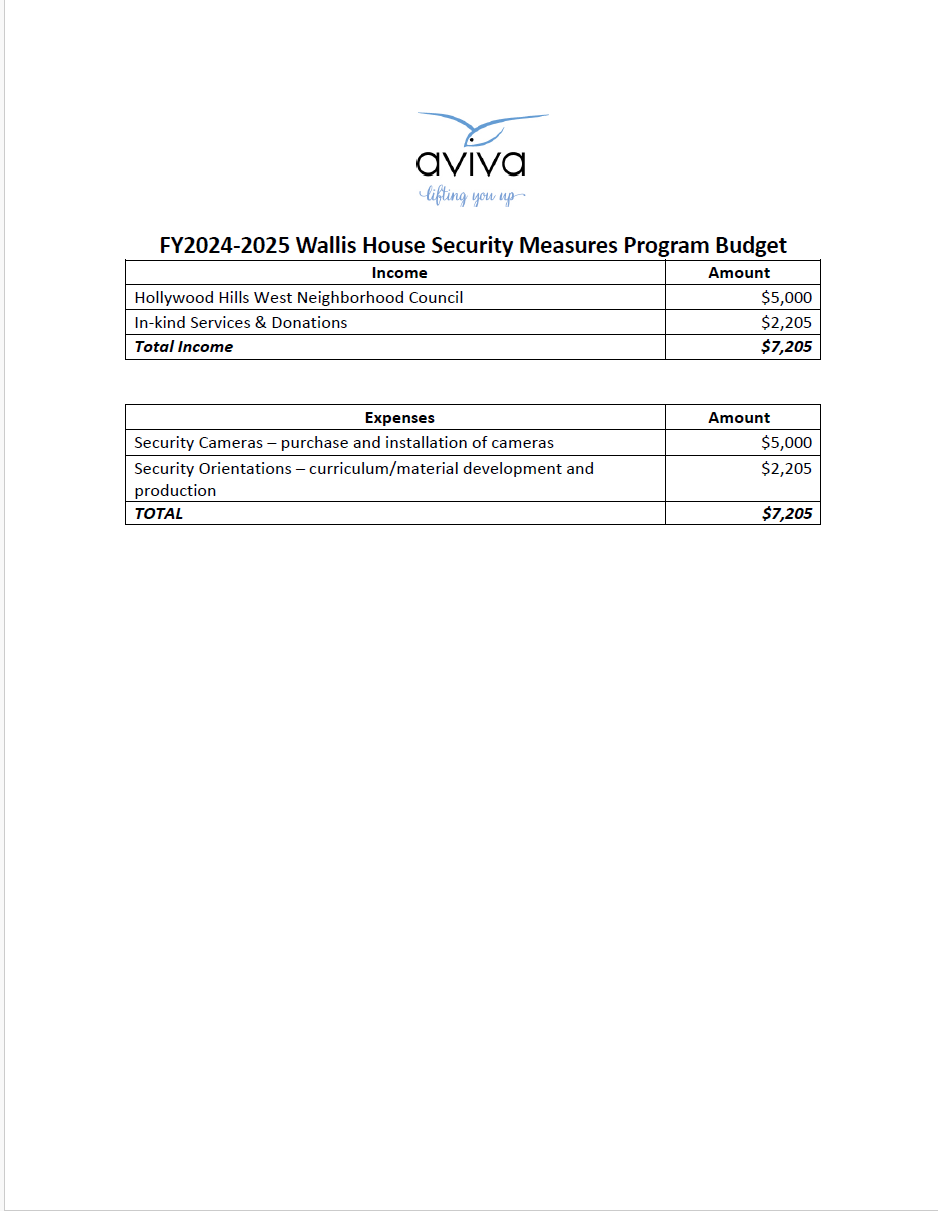 aviva
lifting you up
FY2024-2025 Wallis House Security Measures Program Budget
Income Amount
Hollywood Hills West Neighborhood Council $5,000
In-kind Services & Donations $2,205
Total Income $7,205
Expenses Amount
Security Cameras – purchase and installation of cameras $5,000
Security Orientations – curriculum/material development and $2,205
production
TOTAL $7,205